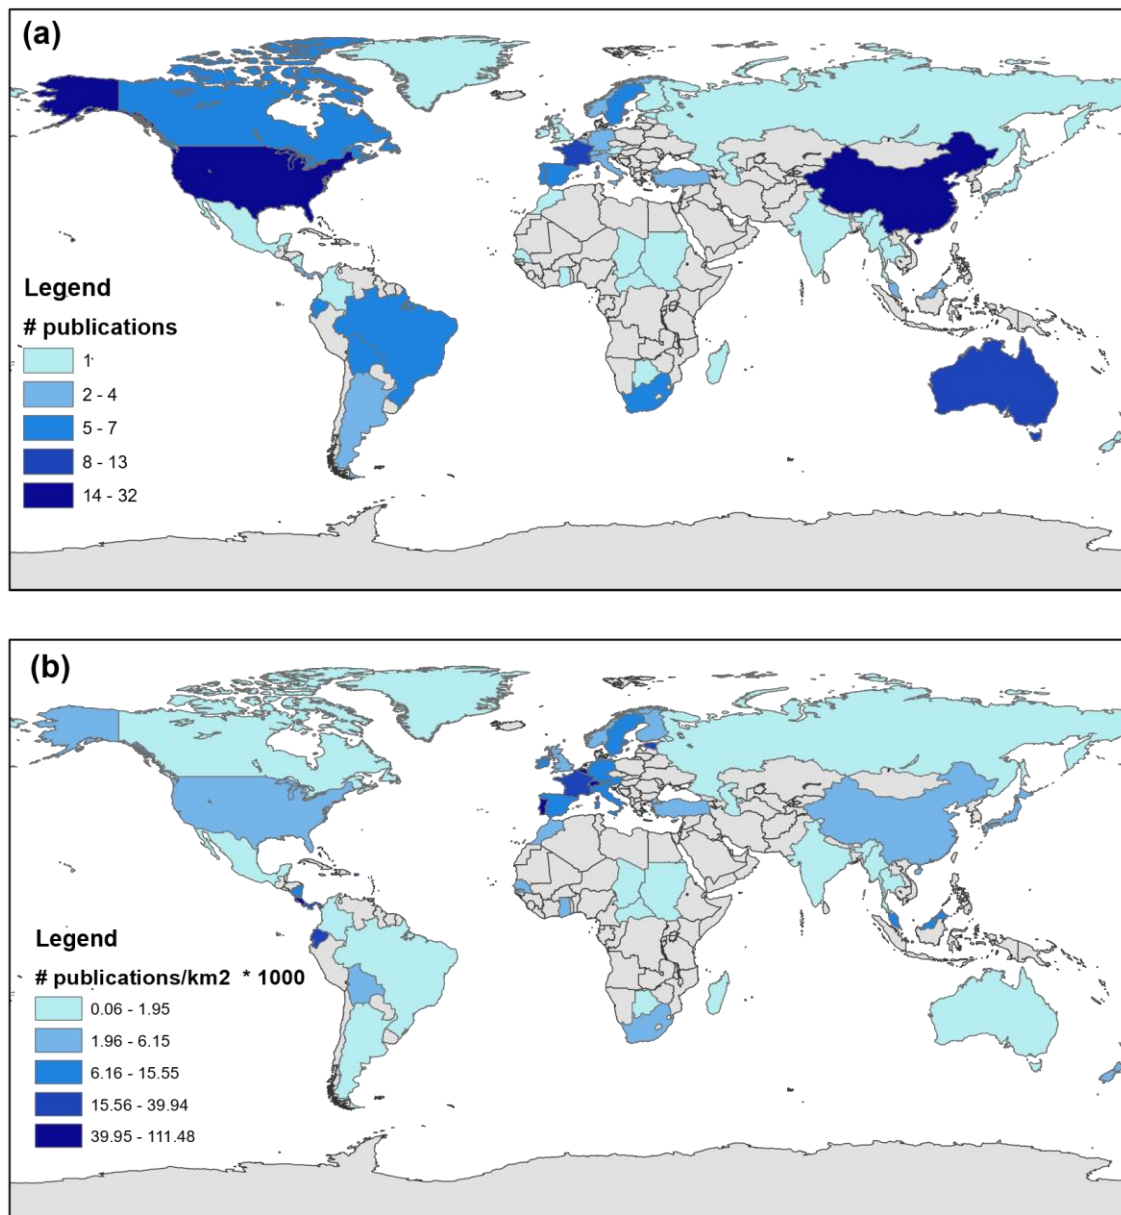 (a)
Legend
# publications
1
2 - 4
5 - 7
8 - 13
14 - 32
(b)
Legend
# publications/km2 * 1000
0.06 - 1.95
1.96 - 6.15
6.16 - 15.55
15.56 - 39.94
39.95 - 111.48